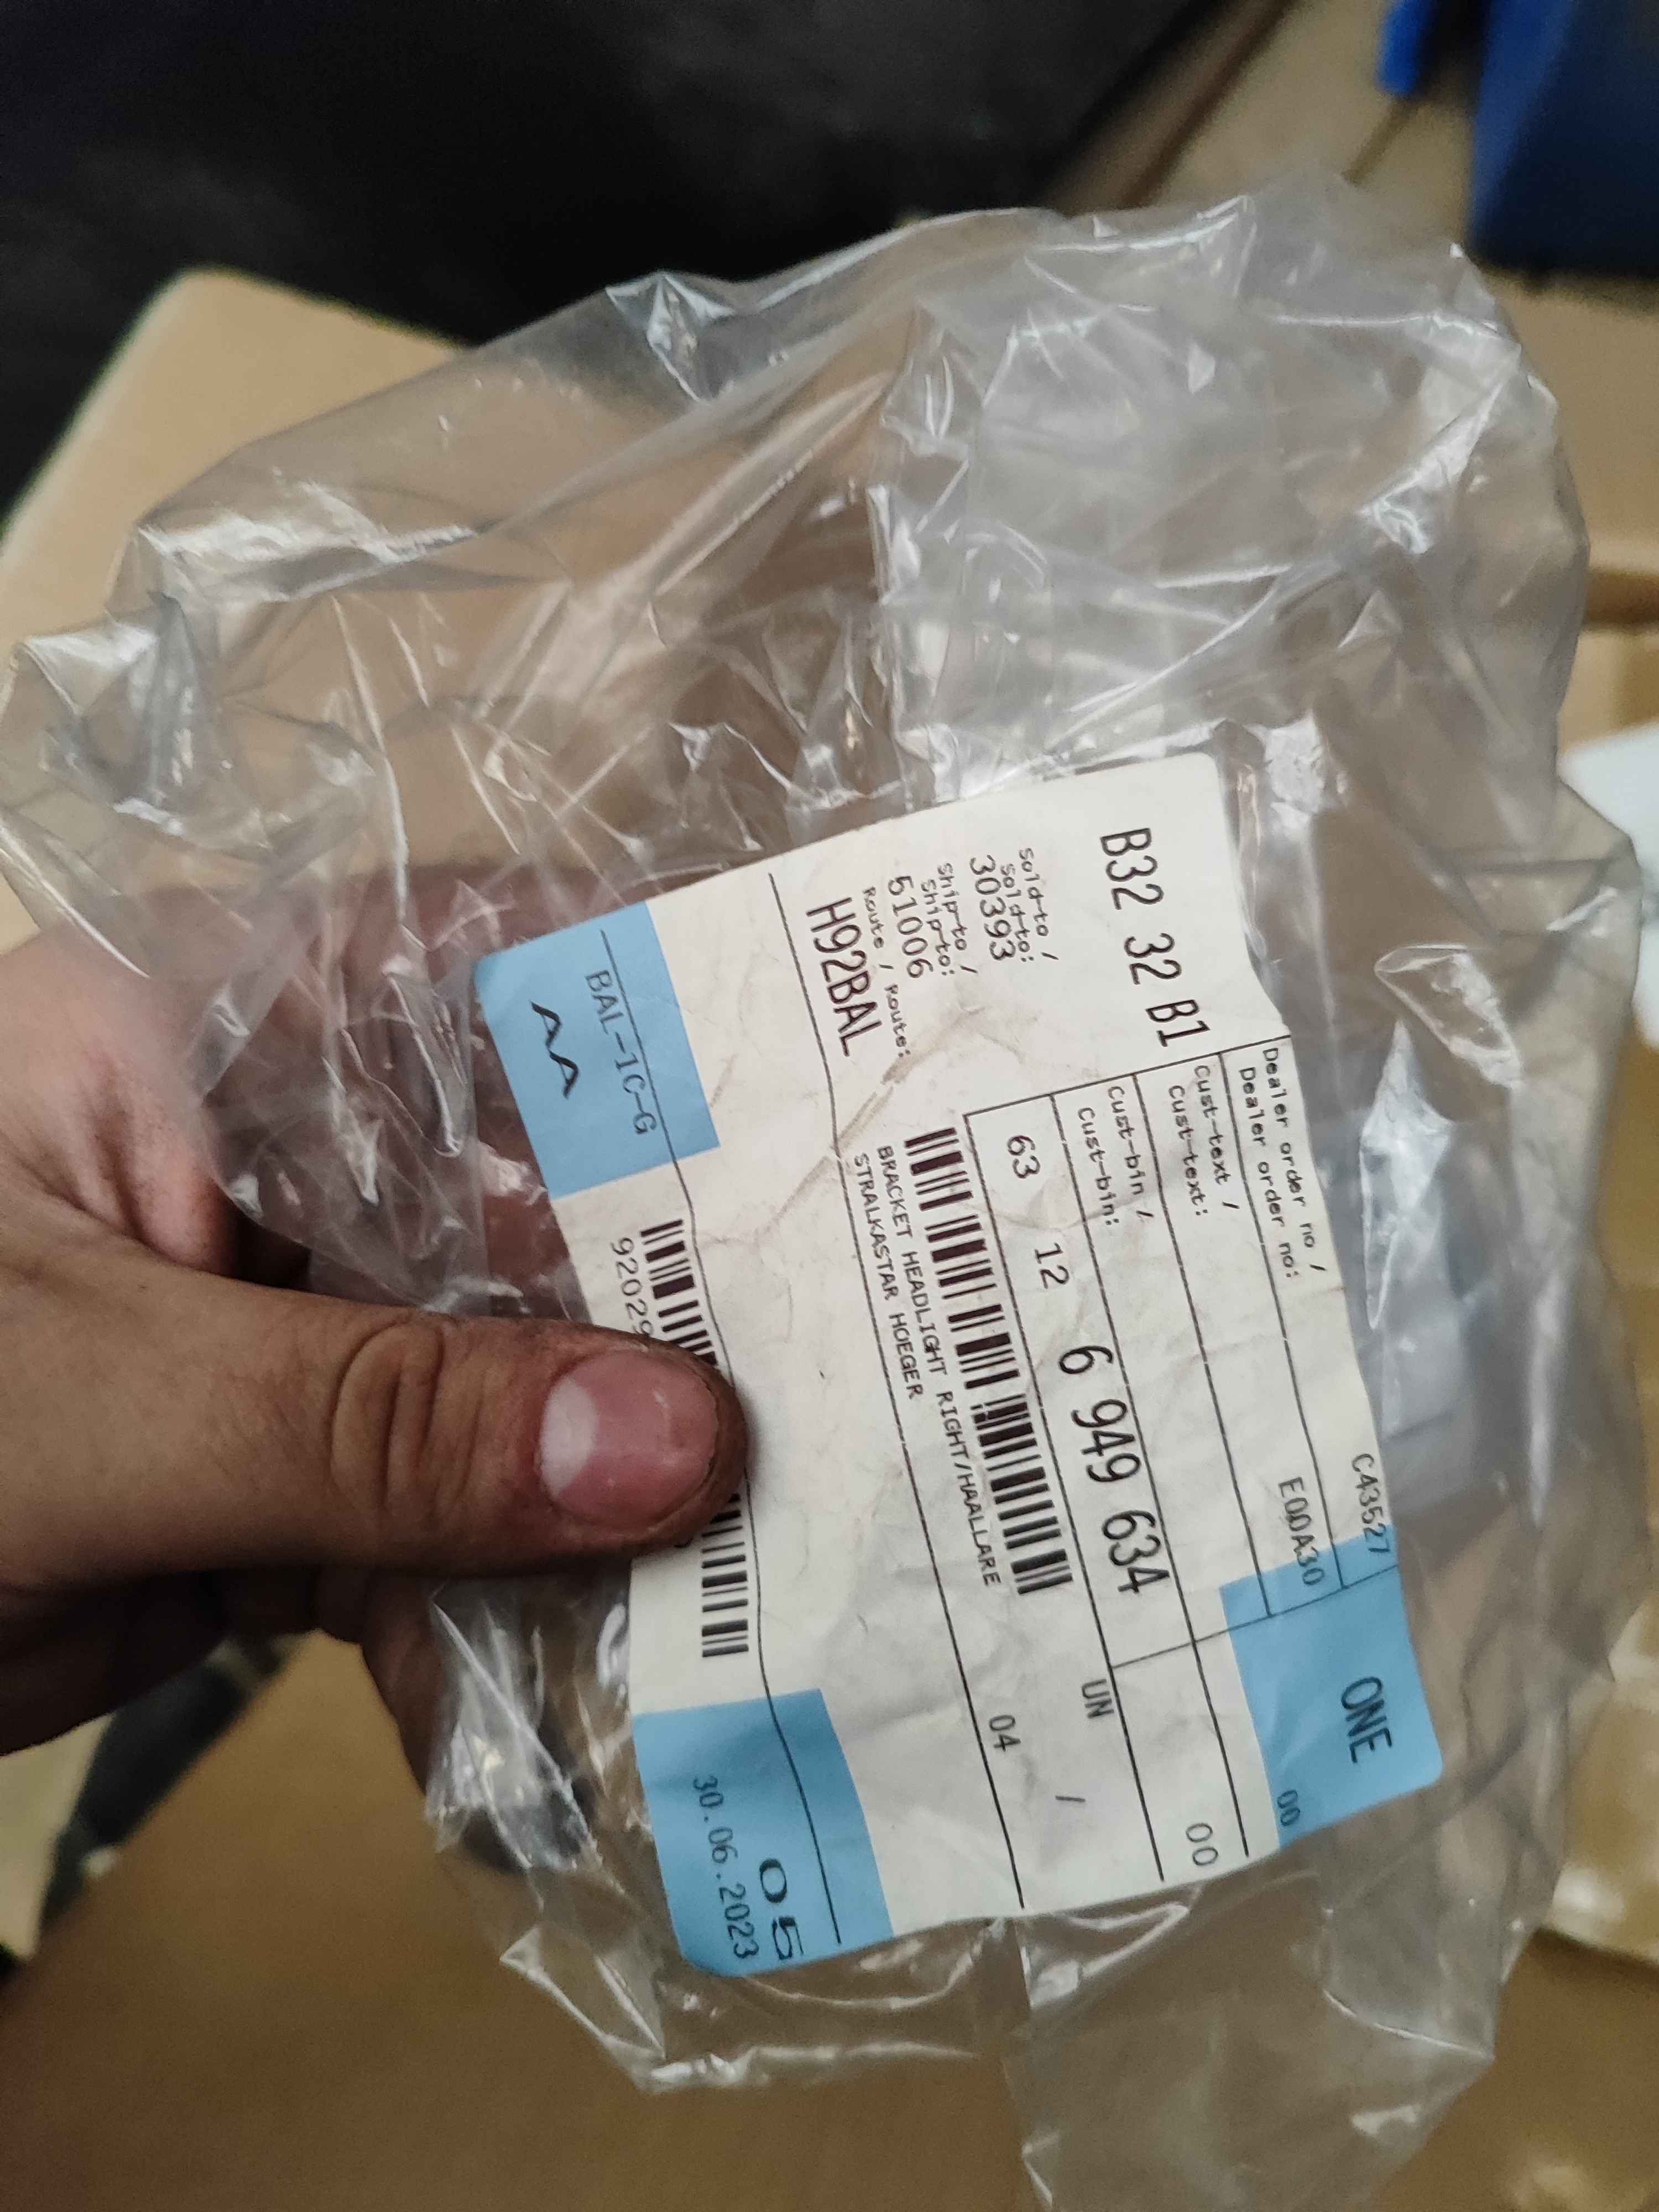 B32 32 B1
Sold-to /
Sold-to:
30393
Ship-to /
Ship-to:
51006
Route / Route:
H92BAL
Dealer order no /
Dealer order no:
C43527
EODA30
ONE
00
Cust-text /
Cust-text:
Cust-bin /
Cust-bin:
00
63 12 6 949 634
UN /
BRACKET HEADLIGHT RIGHT/HAALLARE
STRALKASTAR HOEGER
04
BAL-1C-G
AA
92029
05
30.06.2023